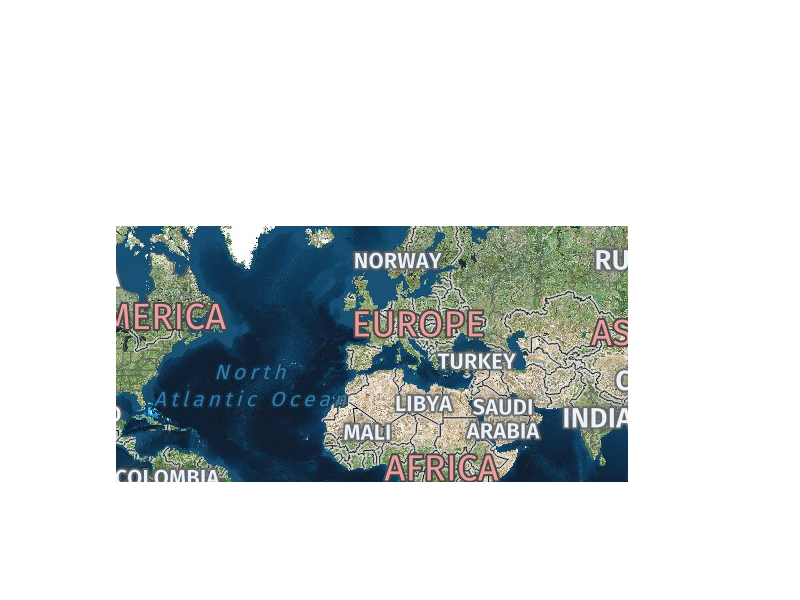 NORWAY
RU
MERICA
EUROPE
AS
TURKEY
North
Atlantic Ocean
C
LIBYA
SAUDI
ARABIA
INDIA
O
MALI
AFRICA
COLOMBIA